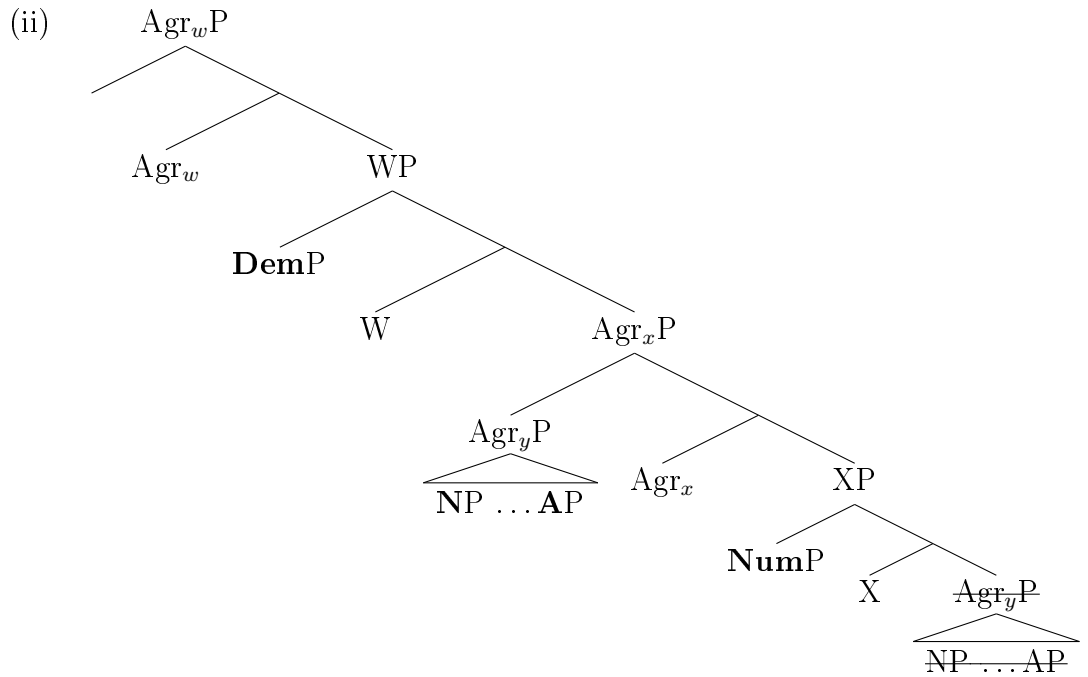 (ii) Agr_wP
Agr_w WP
DemP
W Agr_xP
Agr_yP
Agr_x XP
NP ...AP
NumP
X Agr_yP
NP ...AP